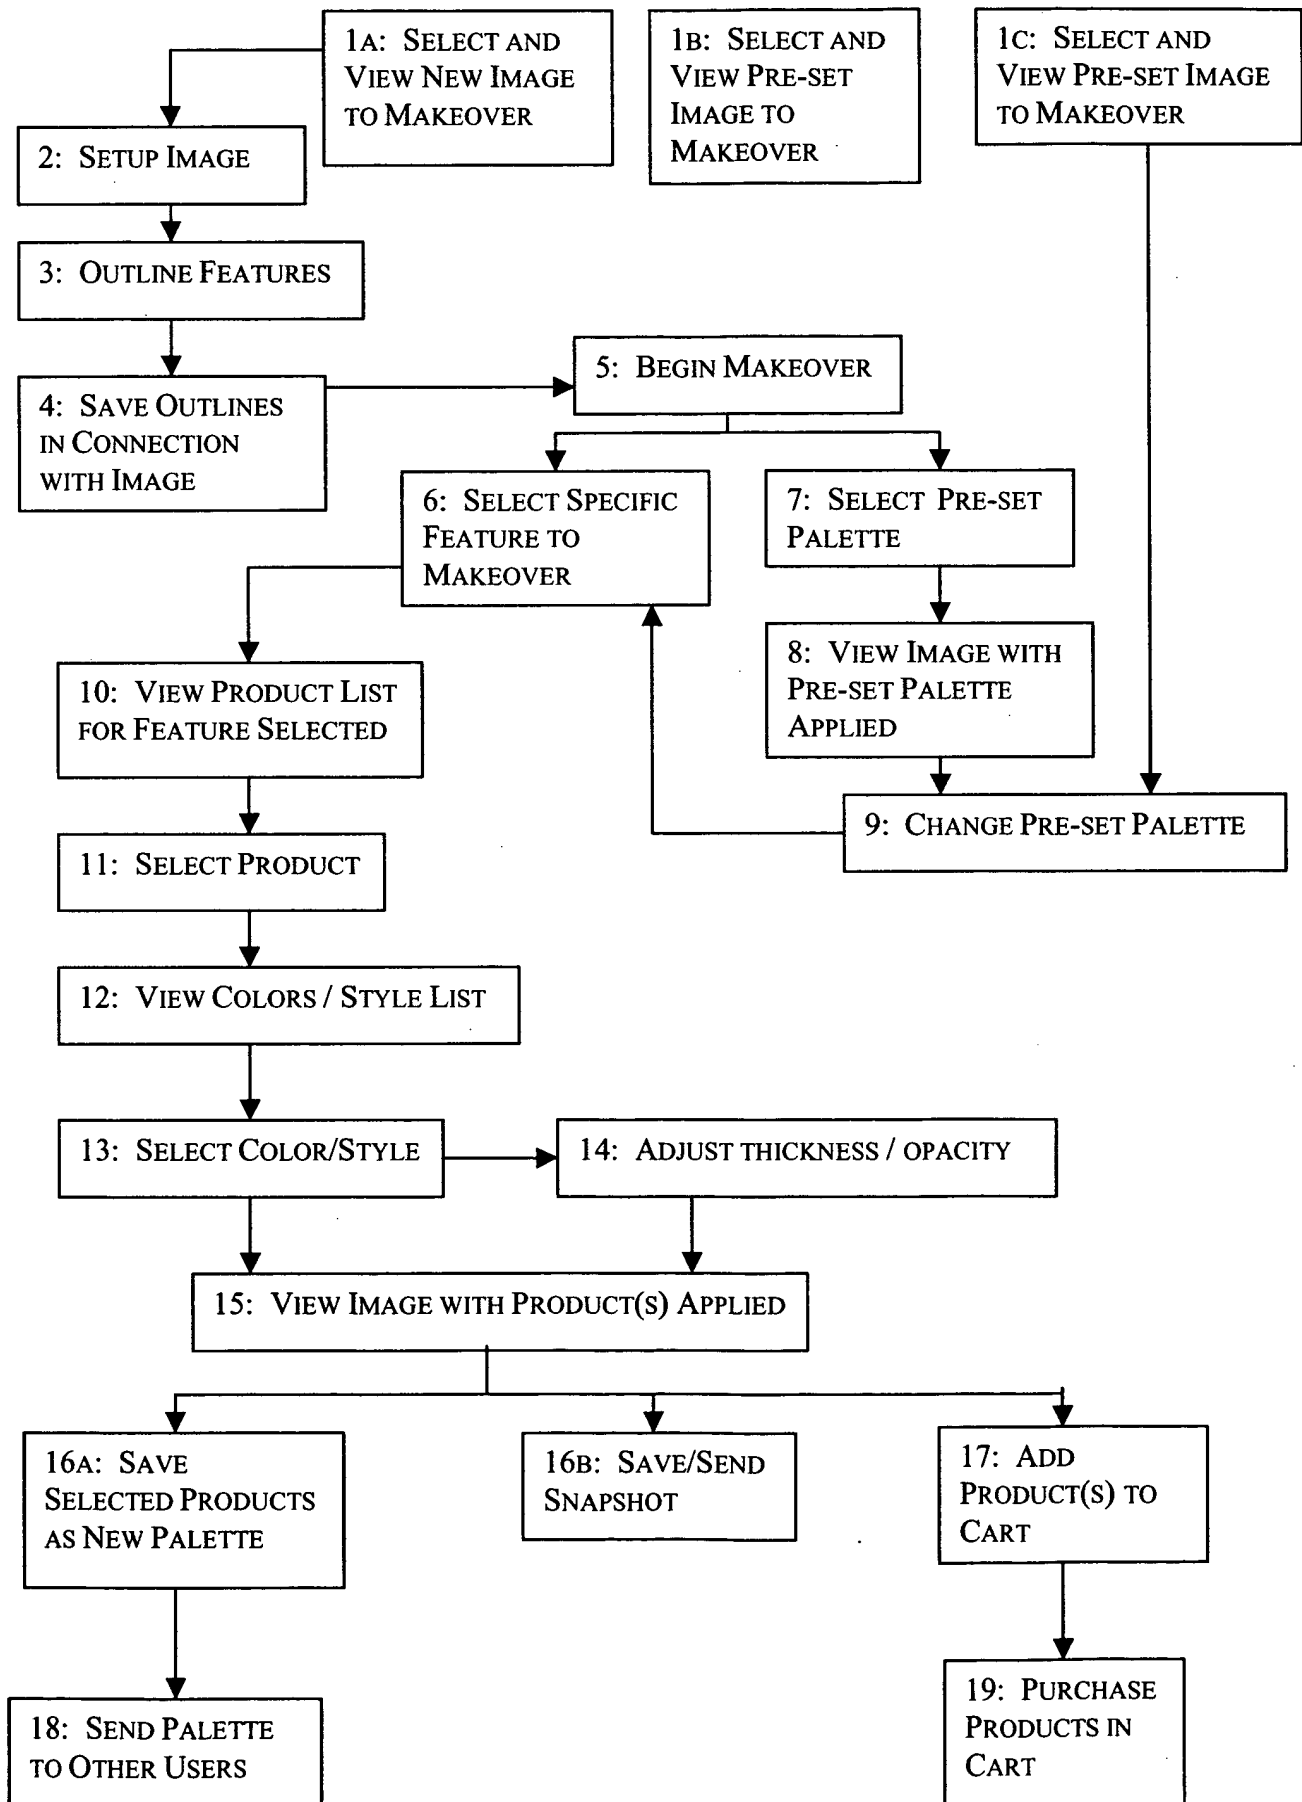 1A: SELECT AND
VIEW NEW IMAGE
TO MAKEOVER
1B: SELECT AND
VIEW PRE-SET
IMAGE TO
MAKEOVER
1C: SELECT AND
VIEW PRE-SET IMAGE
TO MAKEOVER
2: SETUP IMAGE
3: OUTLINE FEATURES
4: SAVE OUTLINES
IN CONNECTION
WITH IMAGE
5: BEGIN MAKEOVER
6: SELECT SPECIFIC
FEATURE TO
MAKEOVER
7: SELECT PRE-SET
PALETTE
8: VIEW IMAGE WITH
PRE-SET PALETTE
APPLIED
9: CHANGE PRE-SET PALETTE
10: VIEW PRODUCT LIST
FOR FEATURE SELECTED
11: SELECT PRODUCT
12: VIEW COLORS / STYLE LIST
13: SELECT COLOR/STYLE
14: ADJUST THICKNESS / OPACITY
15: VIEW IMAGE WITH PRODUCT(S) APPLIED
16A: SAVE
SELECTED PRODUCTS
AS NEW PALETTE
16B: SAVE/SEND
SNAPSHOT
17: ADD
PRODUCT(S) TO
CART
18: SEND PALETTE
TO OTHER USERS
19: PURCHASE
PRODUCTS IN
CART